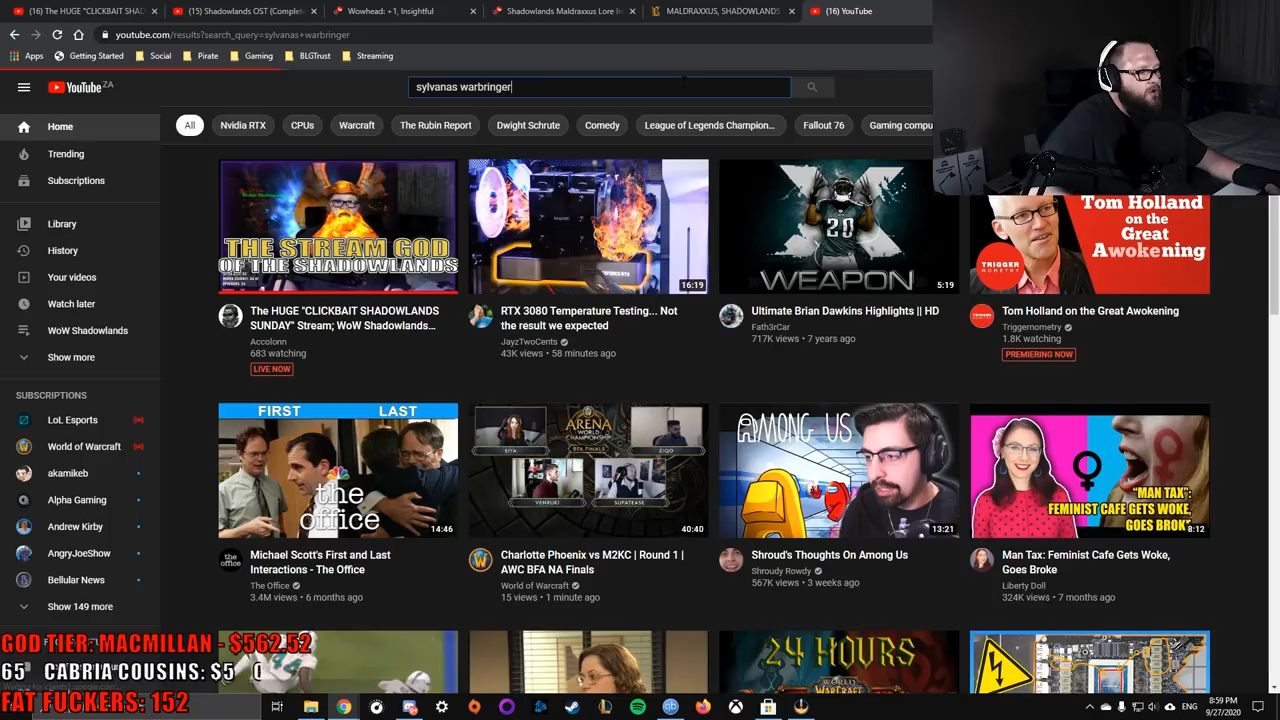 (16) The HUGE "CLICKBAIT SHAD
(15) Shadowlands OST (Complet
Wowhead: +1, Insightful
Shadowlands Maldraxxus Lore In
MALDRAXXUS, SHADOWLANDS
(16) YouTube
youtube.com/results?search_query=sylvanas+warbringer
Apps
Getting Started
Social
Pirate
Gaming
BLGTrust
Streaming
YouTube ZA
sylvanas warbringer
Home
Trending
Subscriptions
Library
History
Your videos
Watch later
WoW Shadowlands
Show more
SUBSCRIPTIONS
LoL Esports
World of Warcraft
akamikeb
Alpha Gaming
Andrew Kirby
AngryJoeShow
Bellular News
Show 149 more
All
Nvidia RTX
CPUs
Warcraft
The Rubin Report
Dwight Schrute
Comedy
League of Legends Champion...
Fallout 76
Gaming compu
THE STREAM GOD
OF THE SHADOWLANDS
The HUGE "CLICKBAIT SHADOWLANDS
SUNDAY" Stream; WoW Shadowlands...
Accolonn
683 watching
LIVE NOW
16:19
RTX 3080 Temperature Testing... Not
the result we expected
JayzTwoCents
43K views • 58 minutes ago
20
WEAPON
5:19
Ultimate Brian Dawkins Highlights || HD
Fath3rCar
717K views • 7 years ago
Tom Holland
on the
Great
Awokening
TRIGGER
NOMETRY
Tom Holland on the Great Awokening
Triggernometry
1.8K watching
PREMIERING NOW
FIRST
LAST
the
office
14:46
Michael Scott's First and Last
Interactions - The Office
The Office
3.4M views • 6 months ago
ARENA
WORLD
CHAMPIONSHIP
BFA FINALS
ZIQO
VENRUKI
SUPATEASE
40:40
Charlotte Phoenix vs M2KC | Round 1 |
AWC BFA NA Finals
World of Warcraft
15 views • 1 minute ago
AMONG US
13:21
Shroud's Thoughts On Among Us
Shroudy Rowdy
567K views • 3 weeks ago
"MAN TAX":
FEMINIST CAFE GETS WOKE,
GOES BROK
8:12
Man Tax: Feminist Cafe Gets Woke,
Goes Broke
Liberty Doll
324K views • 7 months ago
24 HOURS
WORLD
WARCRAFT
GOD TIER: MACMILLAN - $562.52
65 CABRIA COUSINS: $5
FAT FUCKERS: 152
8:59 PM
9/27/2020
ENG